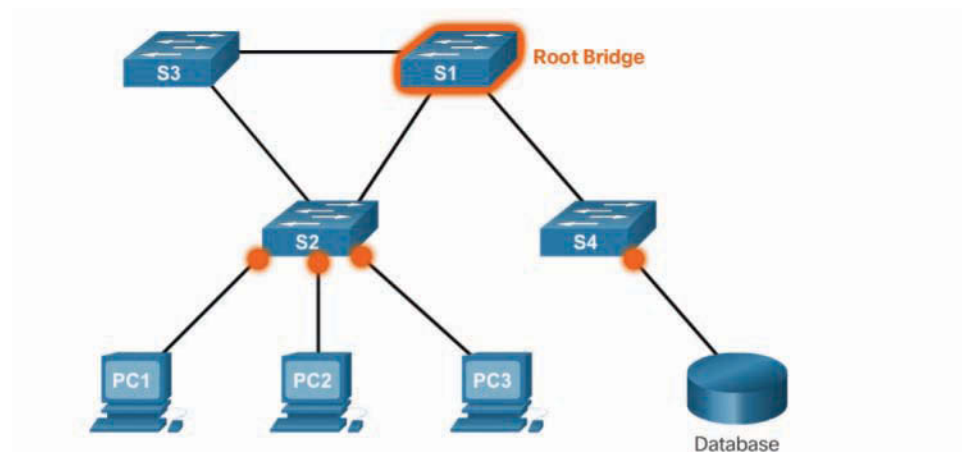 S3
S1
Root Bridge
S2
S4
PC1
PC2
PC3
Database